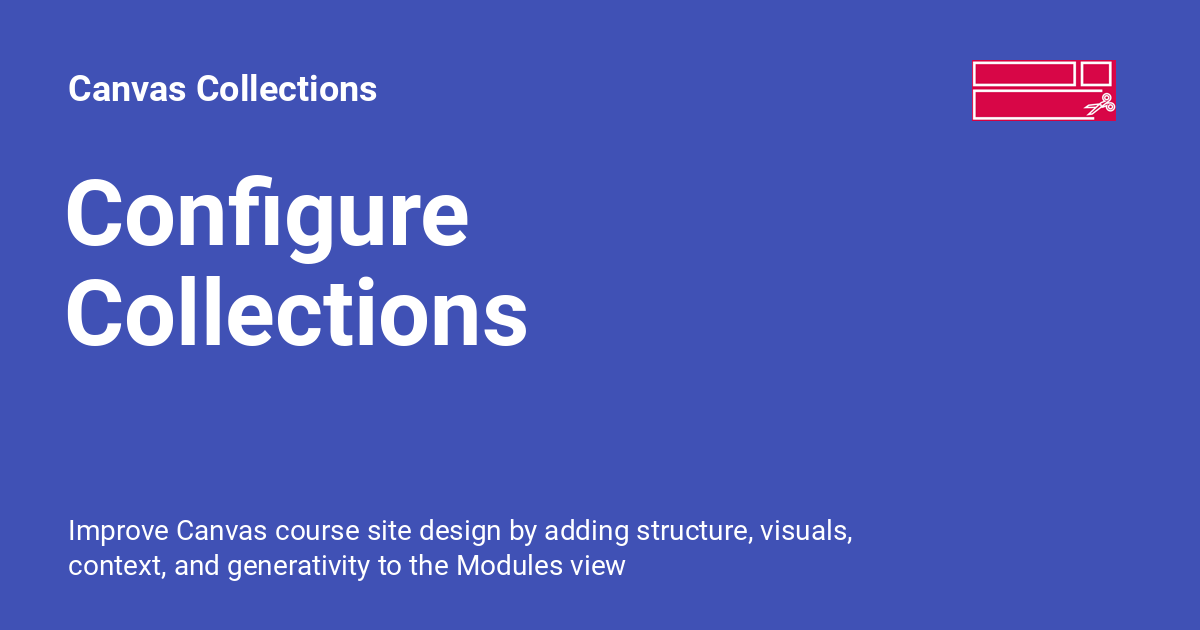 Canvas Collections
Configure
Collections
Improve Canvas course site design by adding structure, visuals,
context, and generativity to the Modules view